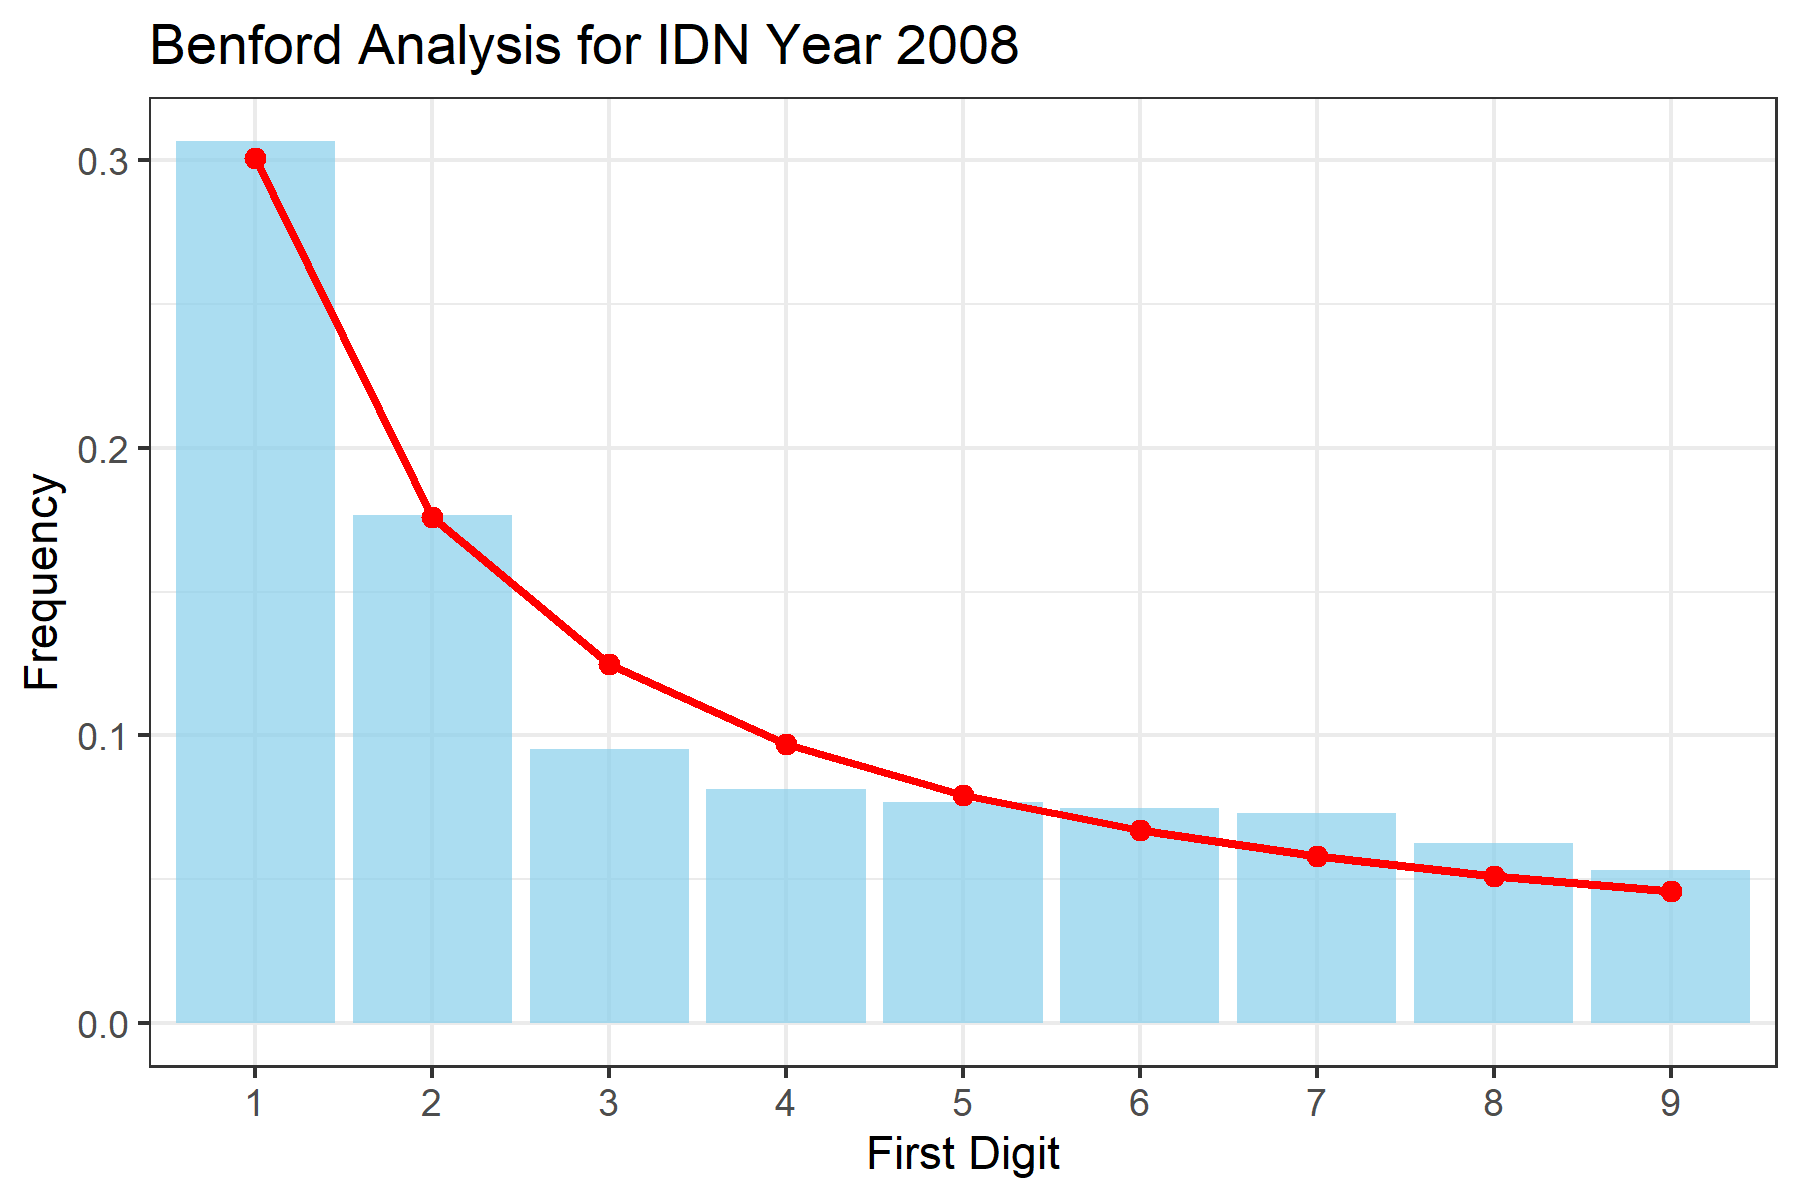 Benford Analysis for IDN Year 2008
Frequency
0.3
0.2
0.1
0.0
1 2 3 4 5 6 7 8 9
First Digit